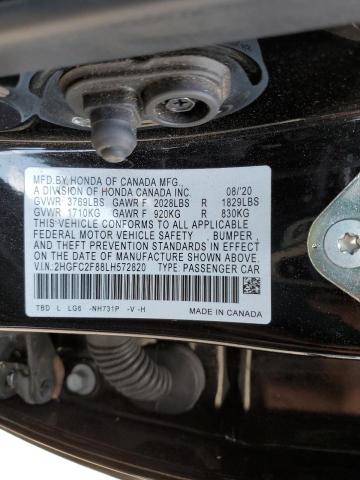 MFD.BY HONDA OF CANADA MFG.,
A DIVISION OF HONDA CANADA INC. 08/'20
GVWR 3769LBS GAWR F 2028LBS R 1829LBS
GVWR 1710KG GAWR F 920KG R 830KG
THIS VEHICLE CONFORMS TO ALL APPLICABLE
FEDERAL MOTOR VEHICLE SAFETY , BUMPER , AND
THEFT PREVENTION STANDARDS IN EFFECT ON
THE DATE OF MANUFACTURE SHOWN ABOVE.
V.I.N.:2HGFC2F88LH572820 TYPE: PASSENGER CAR
TBD L LG6 -NH731P -V -H MADE IN CANADA